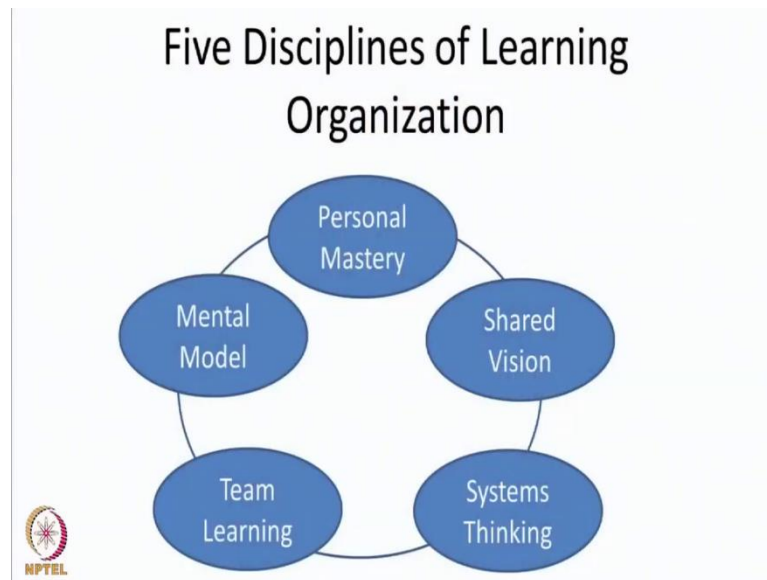 Five Disciplines of Learning
Organization
Personal
Mastery
Mental
Model
Shared
Vision
Team
Learning
Systems
Thinking
NPTEL